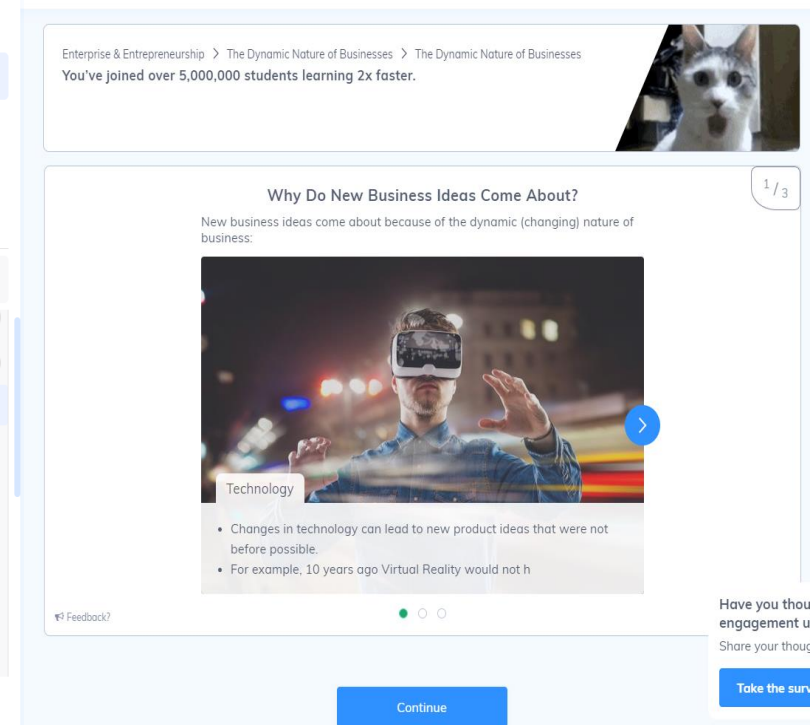 Enterprise & Entrepreneurship > The Dynamic Nature of Businesses > The Dynamic Nature of Businesses
You've joined over 5,000,000 students learning 2x faster.
1/3
Why Do New Business Ideas Come About?
New business ideas come about because of the dynamic (changing) nature of
business:
Technology
• Changes in technology can lead to new product ideas that were not
before possible.
• For example, 10 years ago Virtual Reality would not h
Feedback?
Have you thou
engagement u
Share your thoug
Take the surv
Continue